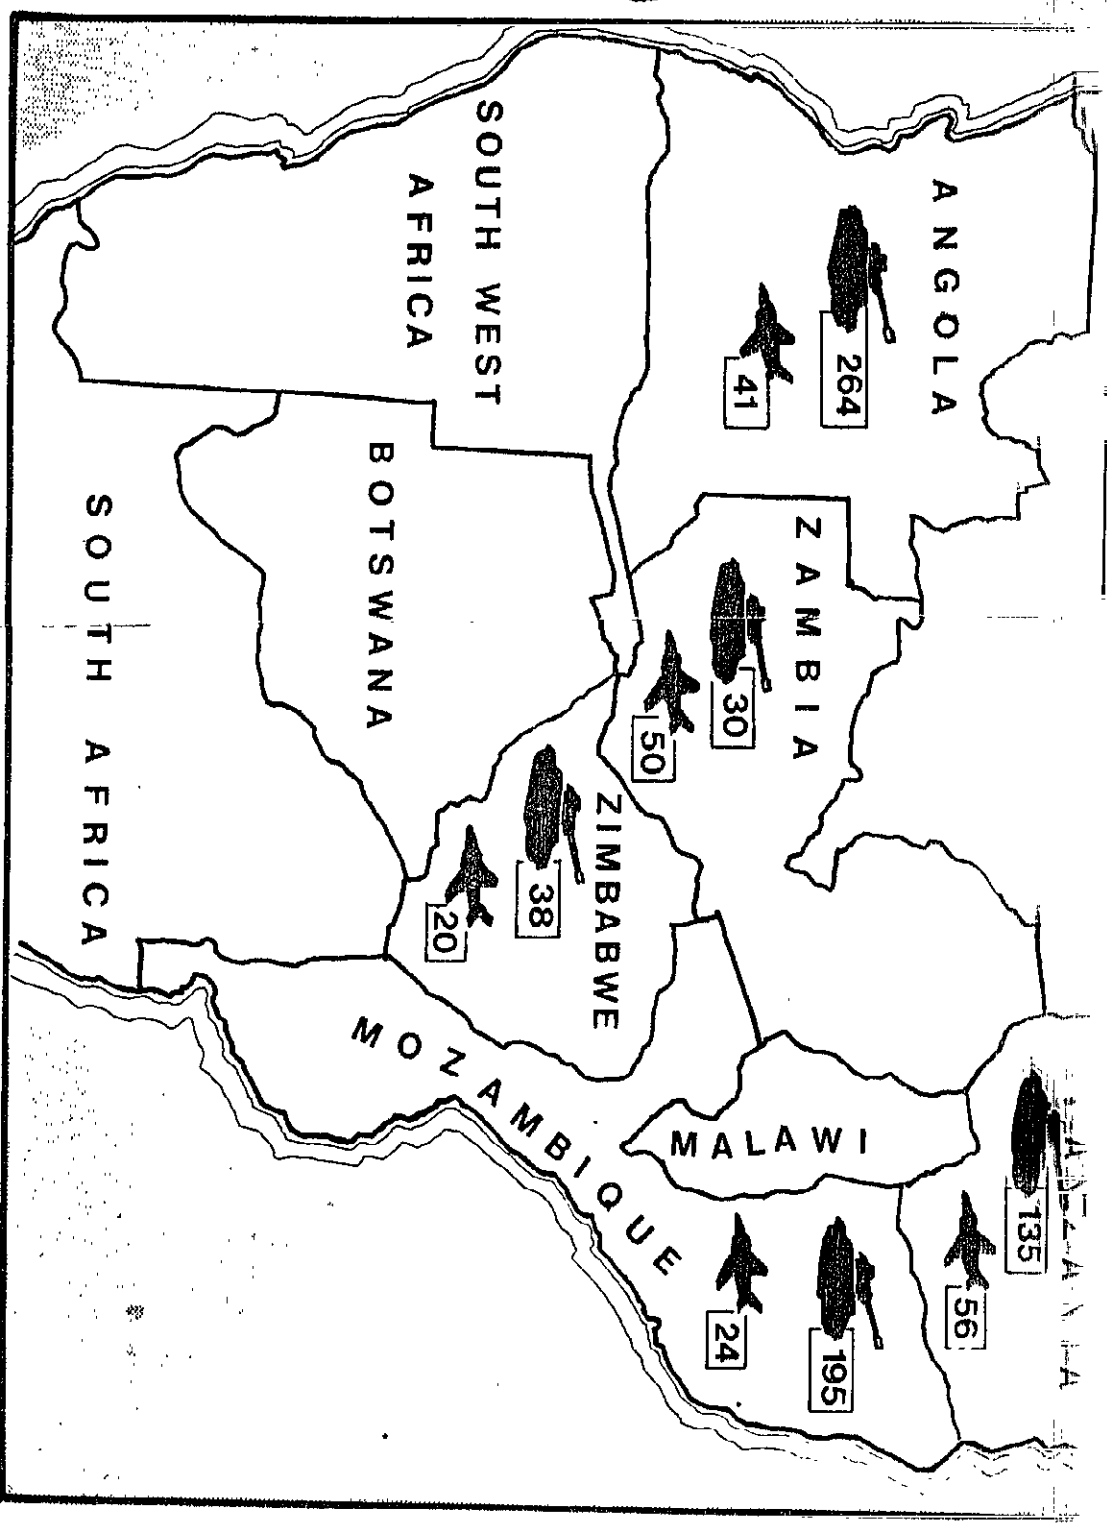 ANGOLA
264
41
ZAMBIA
30
50
TANZANIA
135
56
MALAWI
195
24
MOZAMBIQUE
ZIMBABWE
38
20
SOUTH WEST
AFRICA
BOTSWANA
SOUTH AFRICA